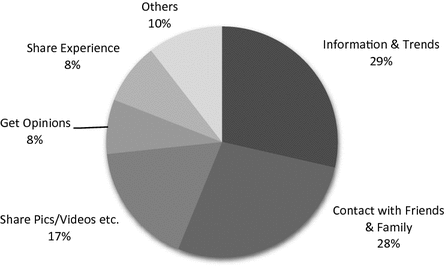 Others
10%
Information & Trends
29%
Contact with Friends
& Family
28%
Share Pics/Videos etc.
17%
Get Opinions
8%
Share Experience
8%